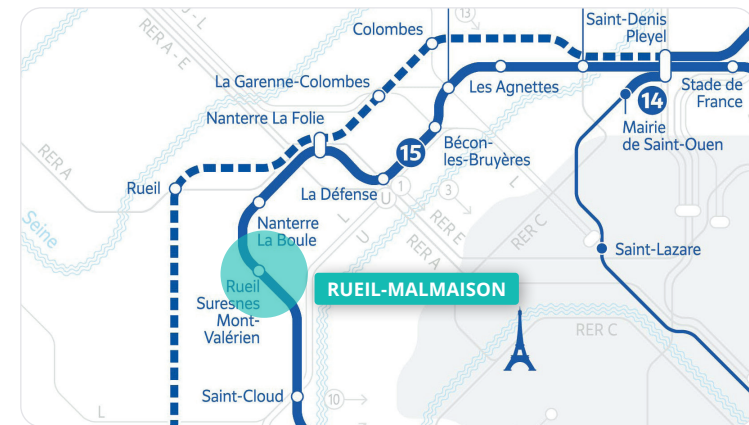 13
Saint-Denis
Pleyel
RER A - E
U - L
Colombes
La Garenne-Colombes
Les Agnettes
14
Stade de
France
Nanterre La Folie
Mairie
de Saint-Ouen
RER A
15
Bécon-
les-Bruyères
Rueil
La Défense
1
U
3
L
Seine
Nanterre
La Boule
L
U
RER E
RER A
RER C
Saint-Lazare
Rueil
Suresnes
Mont-
Valérien
RUEIL-MALMAISON
RER C
Saint-Cloud
10
L